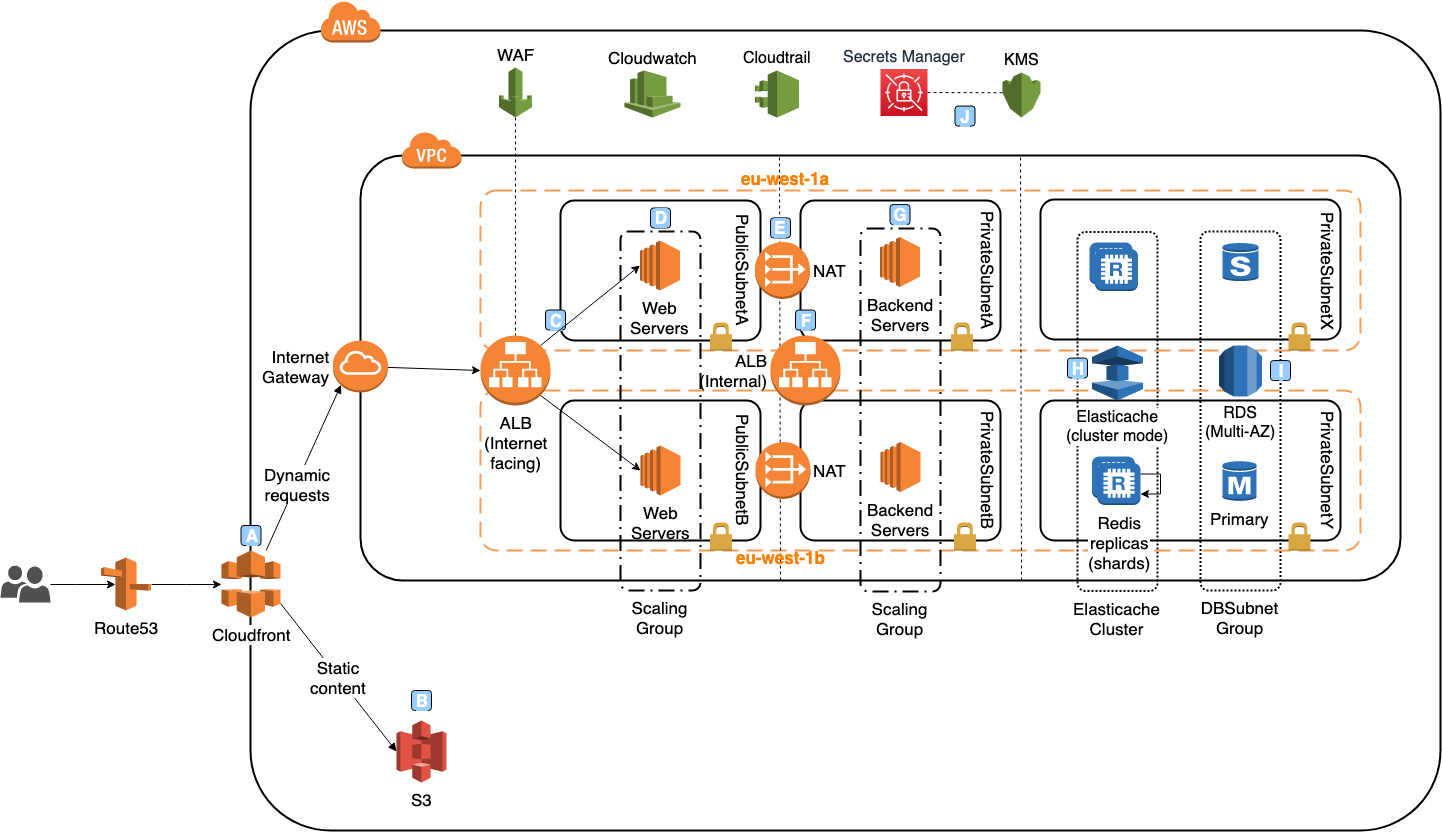 AWS
WAF
Cloudwatch
Cloudtrail
Secrets Manager
KMS
J
VPC
eu-west-1a
D
PublicSubnetA
E
G
PrivateSubnetA
PrivateSubnetX
NAT
R
S
Web
Servers
Backend
Servers
C
F
Internet
Gateway
ALB
(Internal)
H
I
ALB
(Internet
facing)
PublicSubnetB
PrivateSubnetB
Elasticache
(cluster mode)
RDS
(Multi-AZ)
PrivateSubnetY
NAT
R
M
Web
Servers
Backend
Servers
Redis
replicas
(shards)
Primary
Dynamic
requests
eu-west-1b
A
Route53
Cloudfront
Scaling
Group
Scaling
Group
Elasticache
Cluster
DBSubnet
Group
Static
content
B
S3